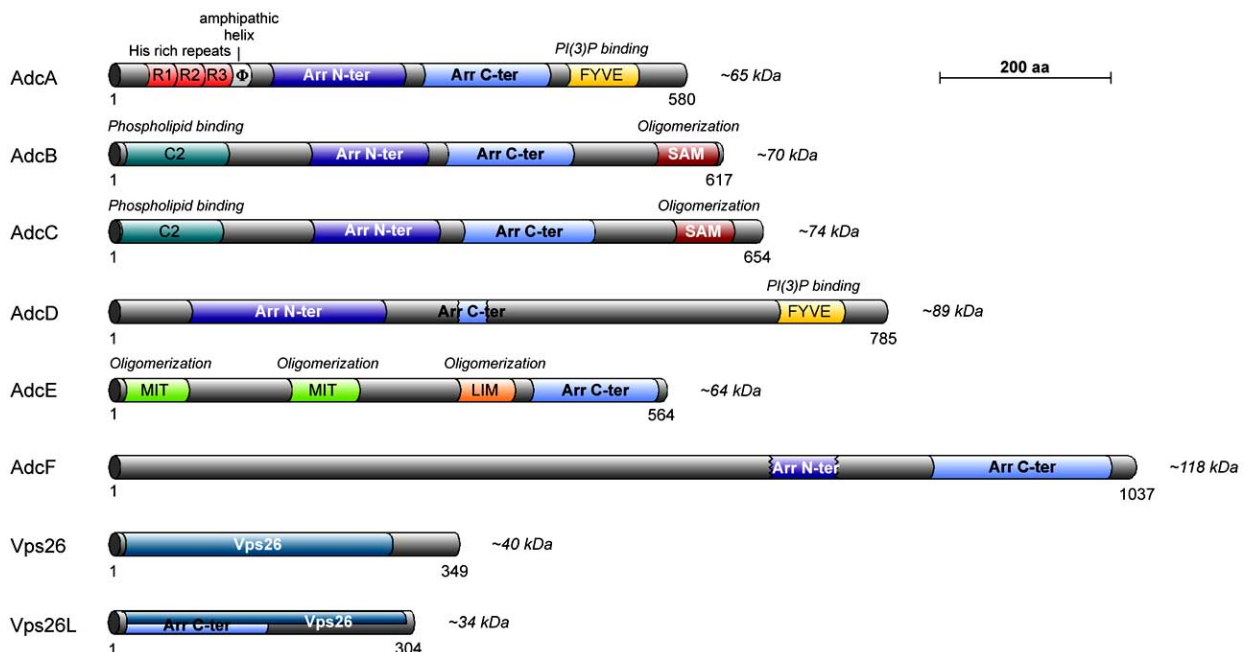 amphipathic
helix
His rich repeats
PI(3)P binding
AdcA R1 R2 R3 Φ Arr N-ter Arr C-ter FYVE ~65 kDa 200 aa
1 580
Phospholipid binding Oligomerization
AdcB C2 Arr N-ter Arr C-ter SAM ~70 kDa
1 617
Phospholipid binding Oligomerization
AdcC C2 Arr N-ter Arr C-ter SAM ~74 kDa
1 654
PI(3)P binding
AdcD Arr N-ter Arr C-ter FYVE ~89 kDa
1 785
Oligomerization Oligomerization Oligomerization
AdcE MIT MIT LIM Arr C-ter ~64 kDa
1 564
AdcF Arr N-ter Arr C-ter ~118 kDa
1 1037
Vps26 Vps26 ~40 kDa
1 349
Vps26L Arr C-ter Vps26 ~34 kDa
1 304